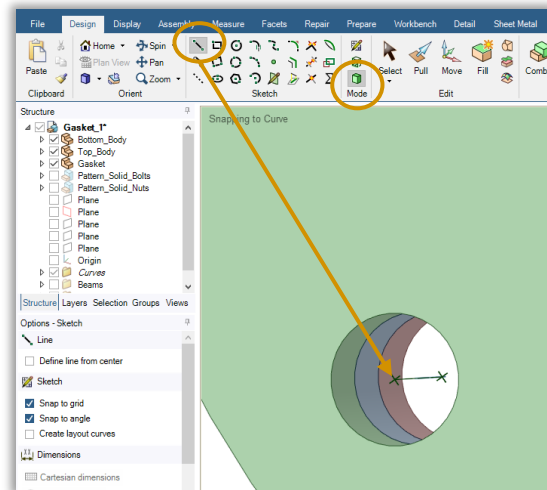 File Design Display Assembly Measure Facets Repair Prepare Workbench Detail Sheet Metal
Paste
Home Spin
Plan View Pan
Zoom
Select Pull Move Fill
Clipboard Orient Sketch Mode Edit
Structure
Gasket_1*
Bottom_Body
Top_Body
Gasket
Pattern_Solid_Bolts
Pattern_Solid_Nuts
Plane
Plane
Plane
Plane
Plane
Origin
Curves
Beams
Structure Layers Selection Groups Views
Options - Sketch
Line
Define line from center
Sketch
Snap to grid
Snap to angle
Create layout curves
Dimensions
Cartesian dimensions
Snapping to Curve